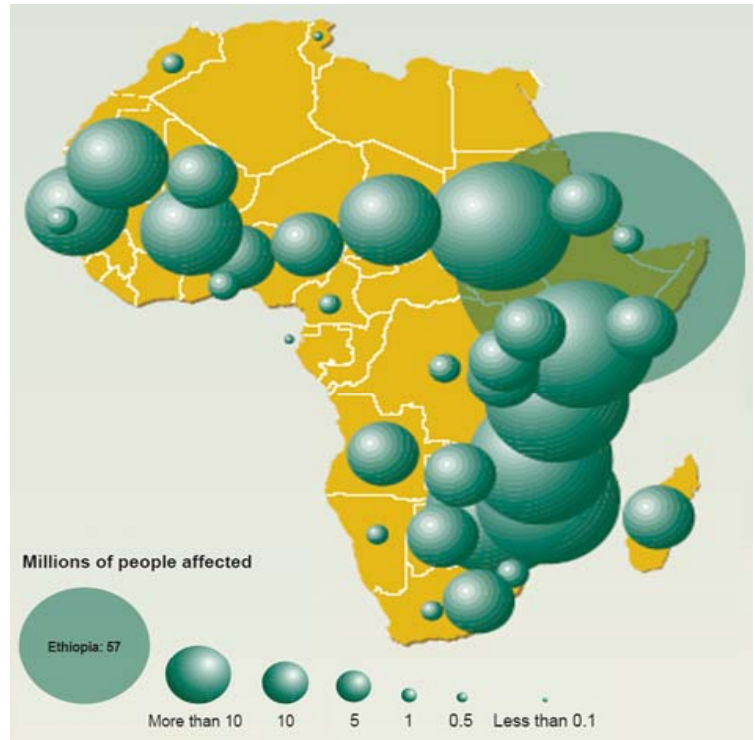 Millions of people affected
Ethiopia: 57
More than 10 10 5 1 0.5 Less than 0.1